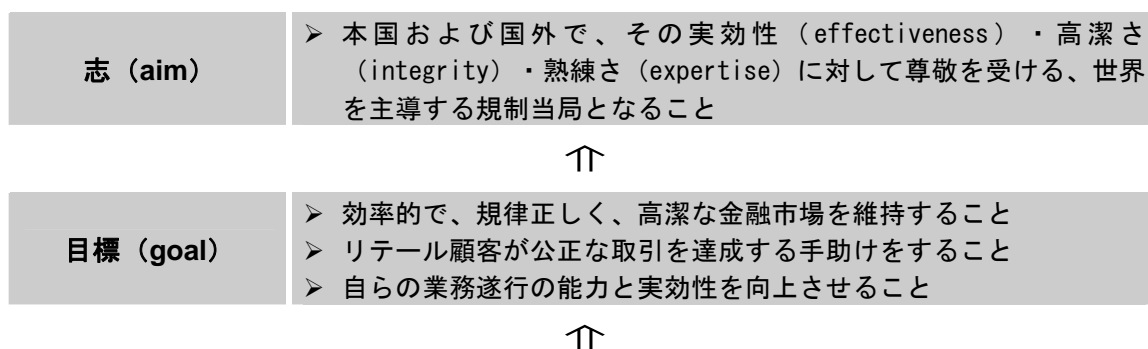 志（aim）
➢ 本国および国外で、その実効性（effectiveness）・高潔さ
（integrity）・熟練さ（expertise）に対して尊敬を受ける、世界
を主導する規制当局となること
⇑
目標（goal）
➢ 効率的で、規律正しく、高潔な金融市場を維持すること
➢ リテール顧客が公正な取引を達成する手助けをすること
➢ 自らの業務遂行の能力と実効性を向上させること
⇑